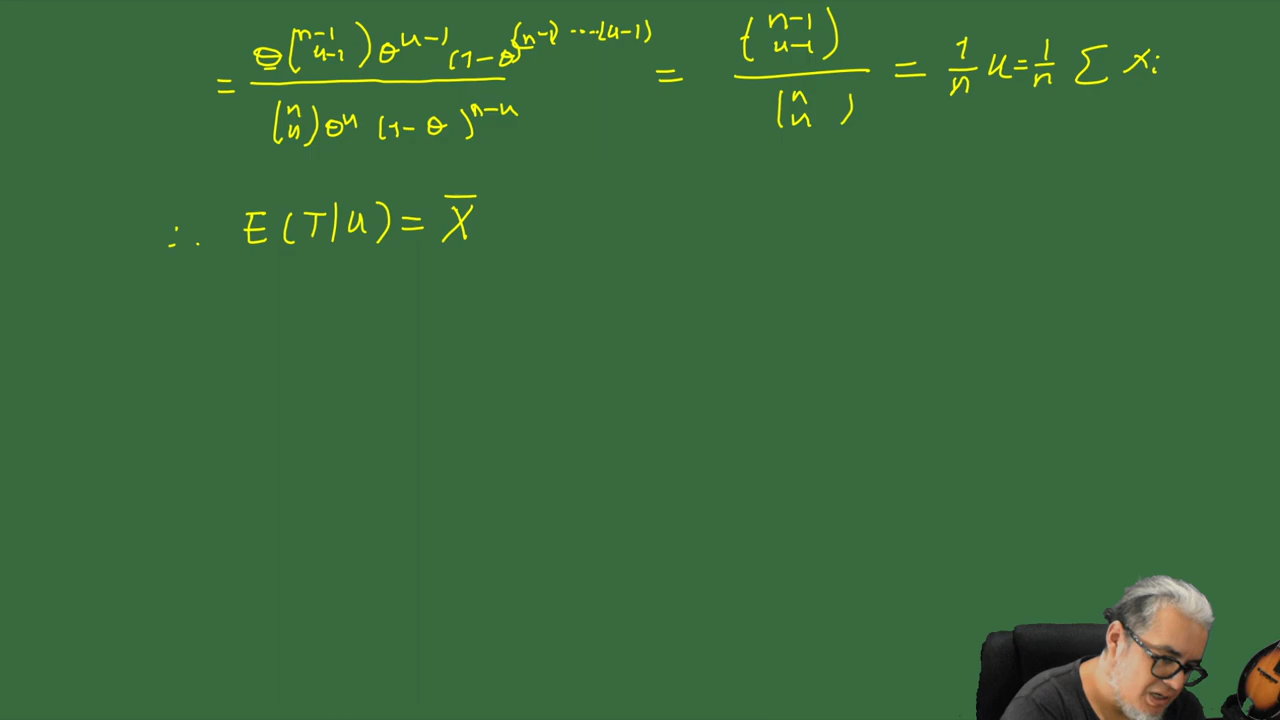 = θ(n-1 u-1) θ^(u-1) (1-θ)^((n-1)-...-(u-1)) / (n u) θ^u (1-θ)^(n-u) = (n-1 u-1) / (n u) = 1/n u = 1/n Σ xi
∴ E(T|u) = X̄